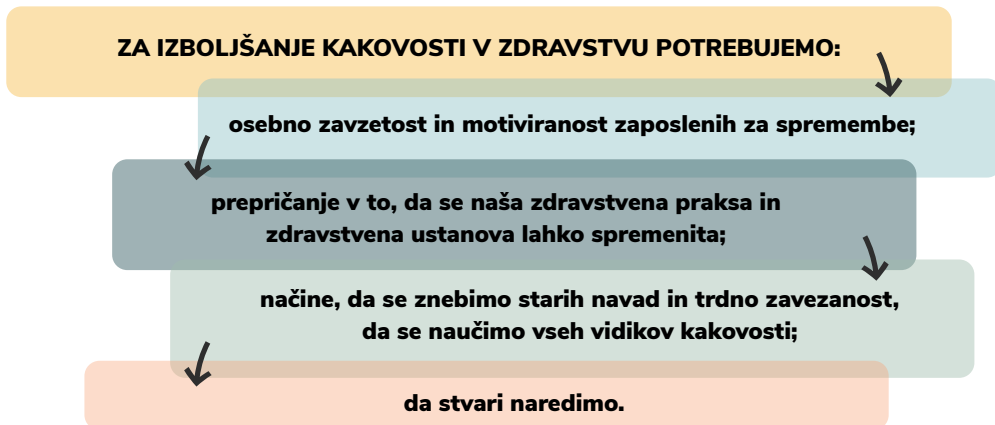 ZA IZBOLJŠANJE KAKOVOSTI V ZDRAVSTVU POTREBUJEMO:
osebno zavzetost in motiviranost zaposlenih za spremembe;
prepričanje v to, da se naša zdravstvena praksa in
zdravstvena ustanova lahko spremenita;
načine, da se znebimo starih navad in trdno zavezanost,
da se naučimo vseh vidikov kakovosti;
da stvari naredimo.